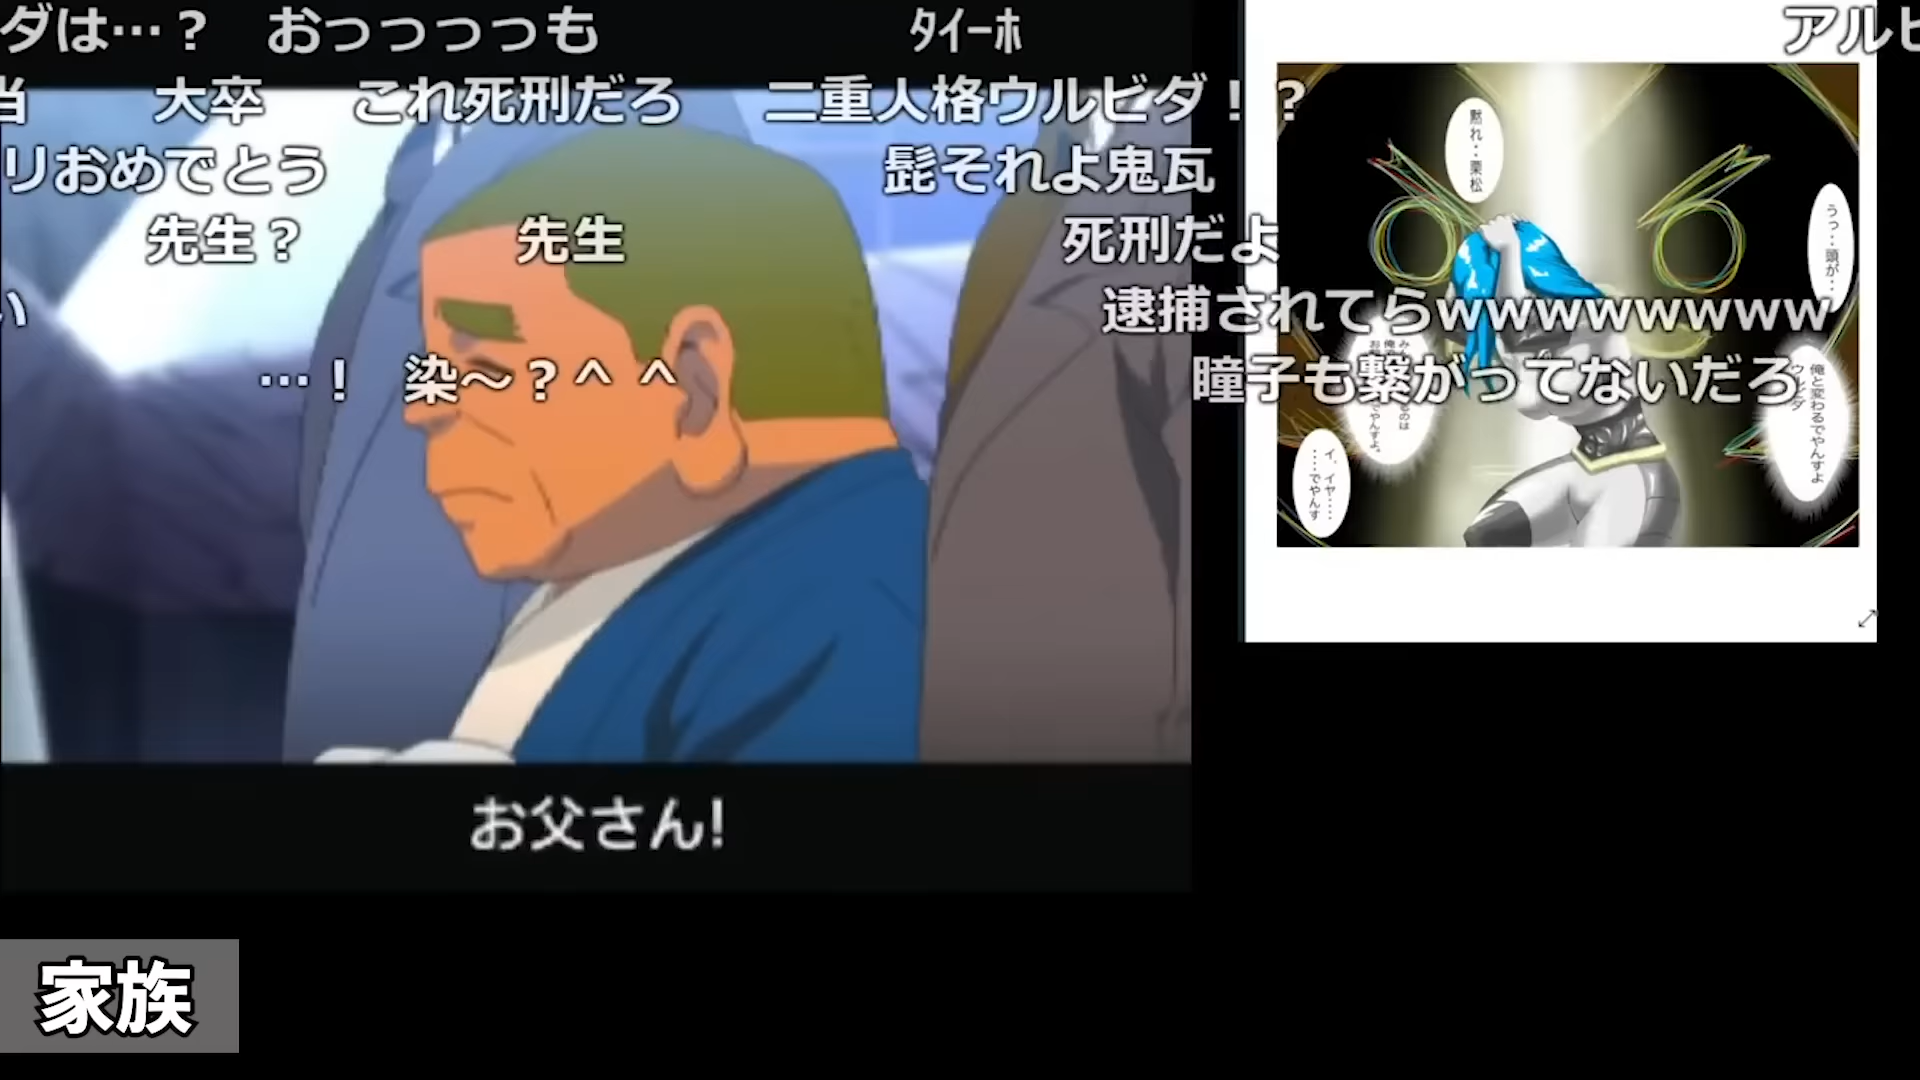 ダは…？　おっっっっも
ﾀｲｰﾎ
アルビ
当
大卒
これ死刑だろ
二重人格ウルビダ！？
リおめでとう
髭それよ鬼瓦
先生？
先生
死刑だよ
い
逮捕されてらwwwwwwwww
…！
染～？＾ ＾
瞳子も繋がってないだろ
黙れ・・栗松
うっ・・頭が・・
俺と変わるでやんすよ
ウルビダ
イ、イヤ・・・
・・・・でやんす
お父さん!
家族